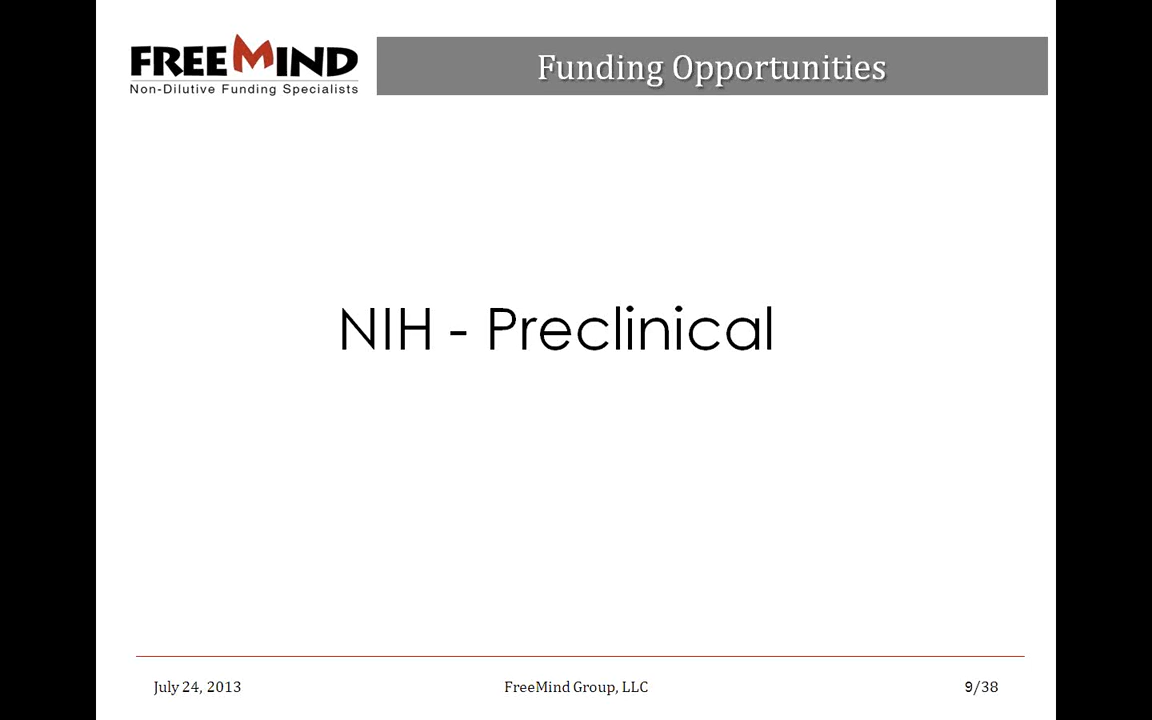 FREEMIND
Non-Dilutive Funding Specialists
Funding Opportunities
NIH - Preclinical
July 24, 2013
FreeMind Group, LLC
9/38